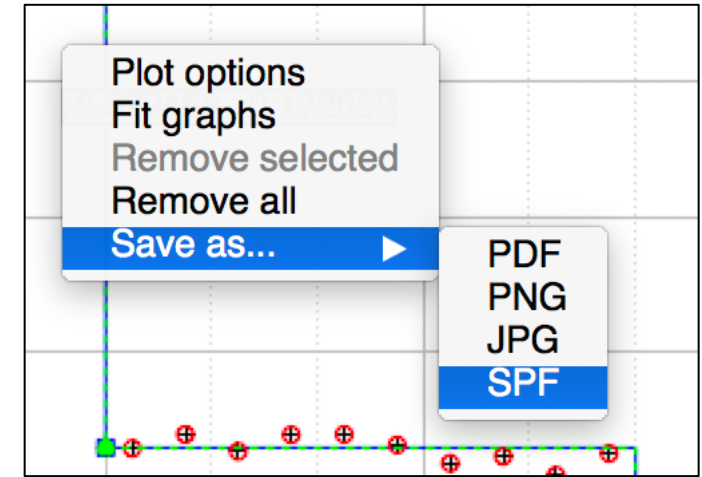 Plot options
Fit graphs
Remove selected
Remove all
Save as...
PDF
PNG
JPG
SPF